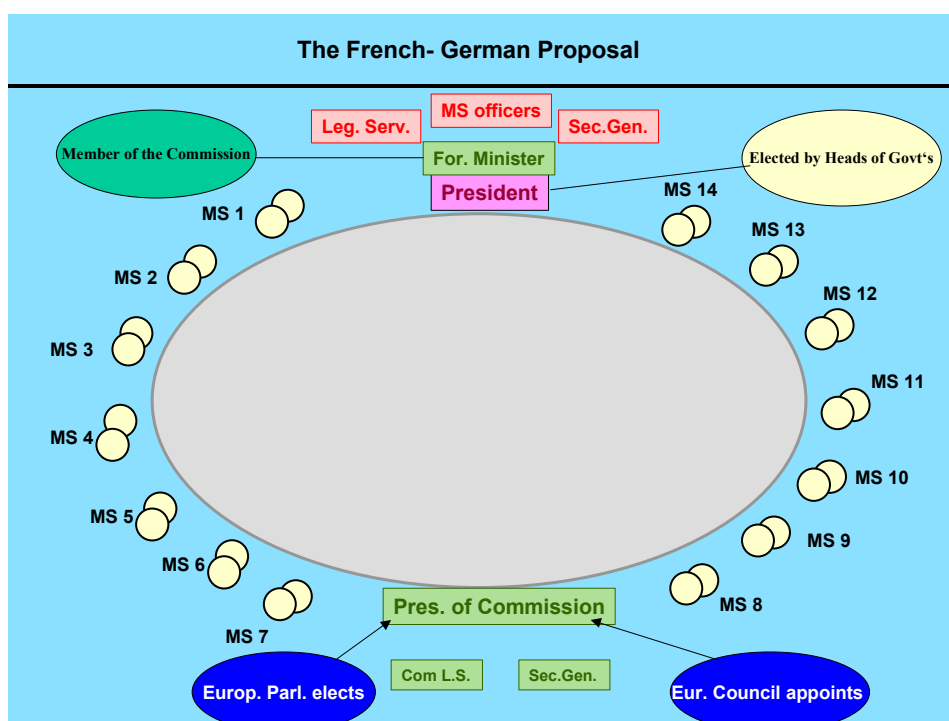 The French- German Proposal
MS officers
Leg. Serv.
Sec.Gen.
Member of the Commission
For. Minister
Elected by Heads of Govt‘s
President
MS 1
MS 14
MS 2
MS 13
MS 3
MS 12
MS 4
MS 11
MS 5
MS 10
MS 6
MS 9
MS 7
MS 8
Pres. of Commission
Com L.S.
Sec.Gen.
Europ. Parl. elects
Eur. Council appoints